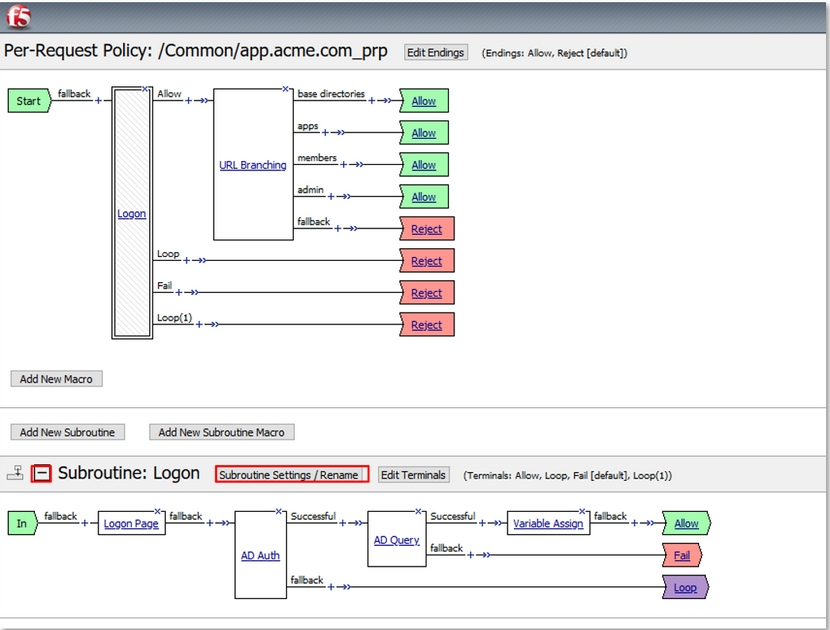 f5
Per-Request Policy: /Common/app.acme.com_prp Edit Endings (Endings: Allow, Reject [default])
Start fallback + Logon Allow + URL Branching base directories + Allow
apps + Allow
members + Allow
admin + Allow
fallback + Reject
Loop + Reject
Fail + Reject
Loop(1) + Reject
Add New Macro
Add New Subroutine Add New Subroutine Macro
Subroutine: Logon Subroutine Settings / Rename Edit Terminals (Terminals: Allow, Loop, Fail [default], Loop(1))
In fallback + Logon Page fallback + AD Auth Successful + AD Query Successful + Variable Assign fallback + Allow
fallback + Fail
fallback + Loop